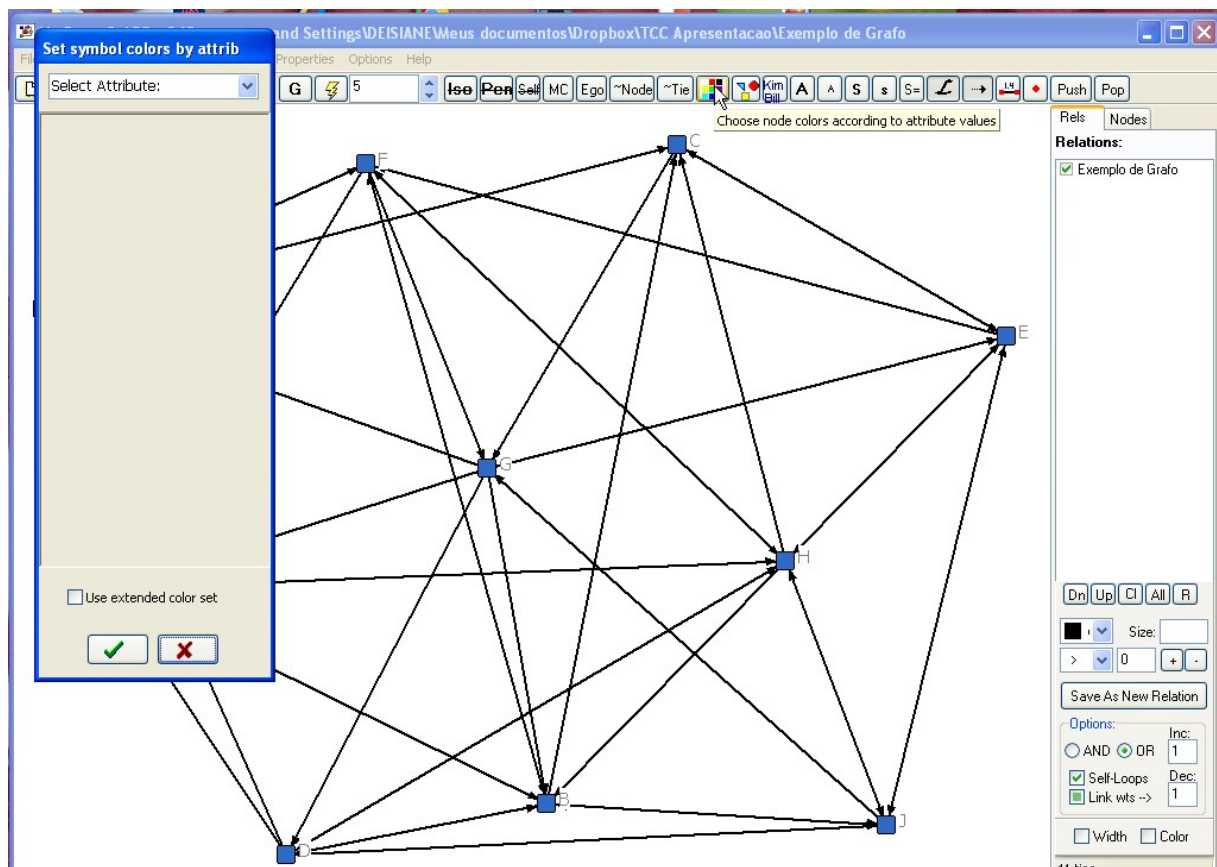 and Settings\DEISIANE\Meus documentos\Dropbox\TCC Apresentacao\Exemplo de Grafo
Set symbol colors by attrib
Properties Options Help
Select Attribute:
G 5 Iso Pen Self MC Ego ~Node ~Tie Kim Bill A A S s S= L Push Pop
Choose node colors according to attribute values
Rels Nodes
Relations:
Exemplo de Grafo
F
C
E
G
H
B
J
D
Use extended color set
Dn Up Cl All R
Size:
> 0 + -
Save As New Relation
Options:
Inc:
AND OR 1
Self-Loops Dec:
Link wts --> 1
Width Color